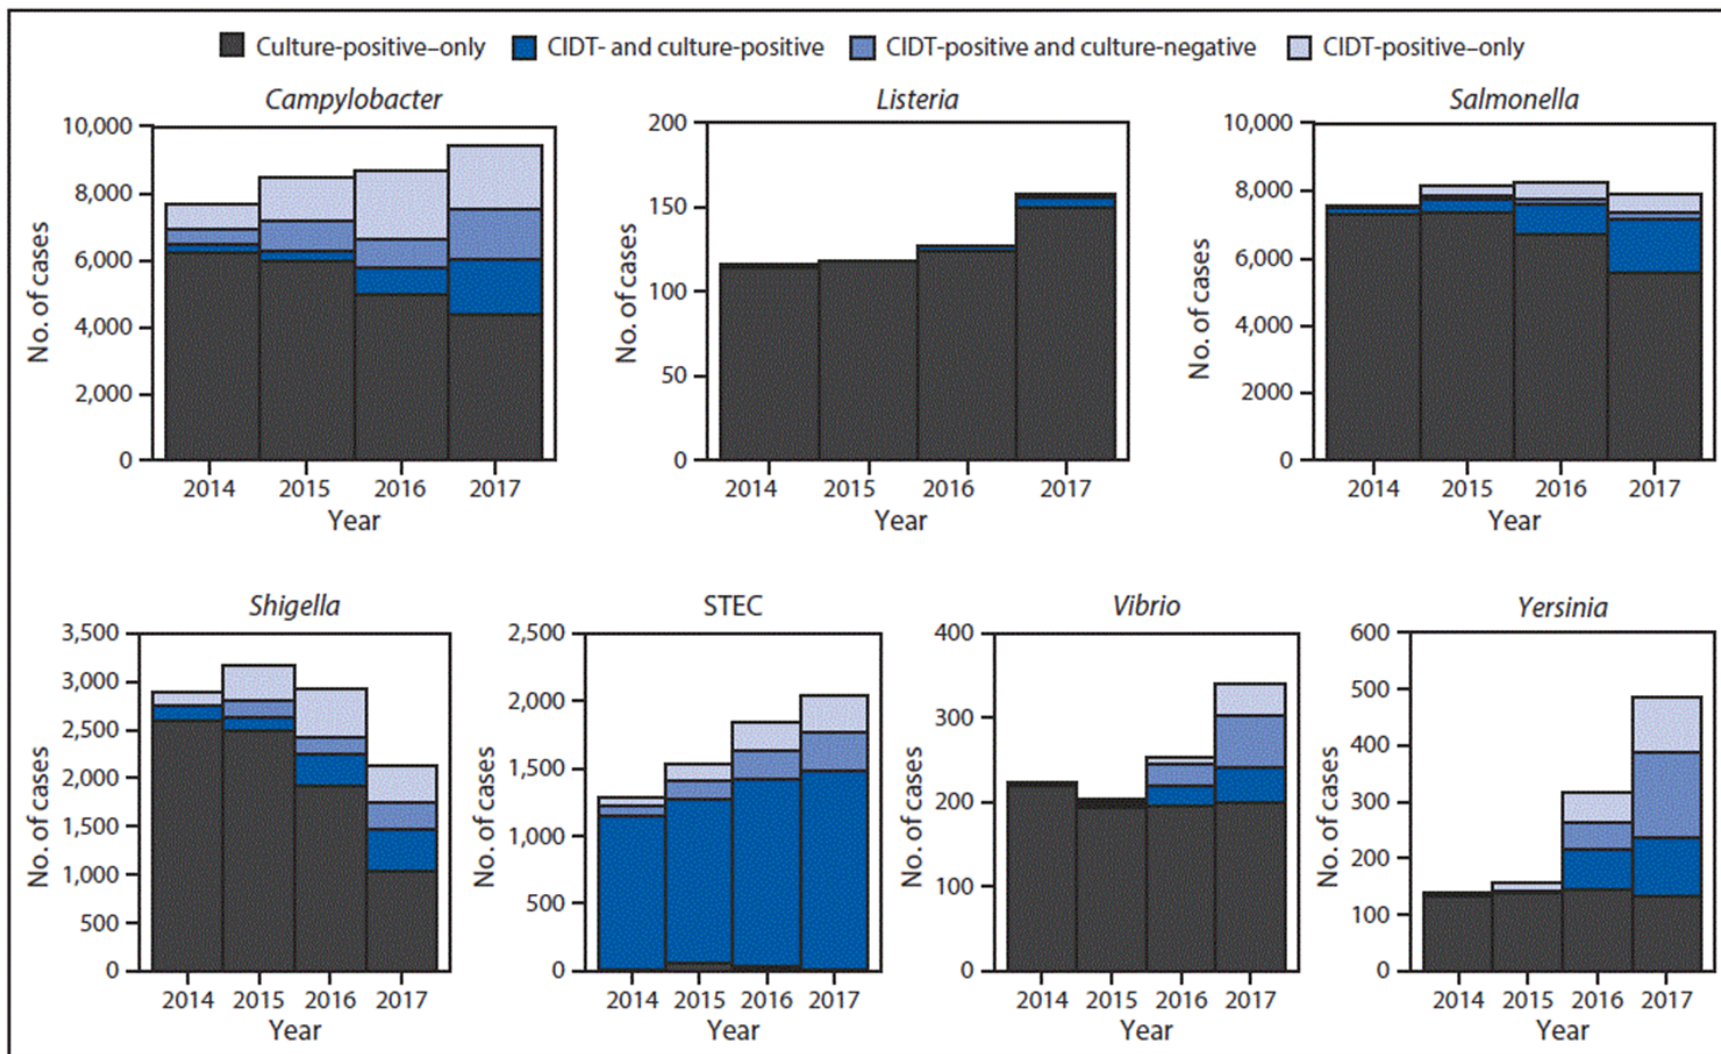 Culture-positive–only CIDT- and culture-positive CIDT-positive and culture-negative CIDT-positive–only
Campylobacter
10,000
8,000
6,000
4,000
2,000
0
No. of cases
2014 2015 2016 2017
Year
Listeria
200
150
100
50
0
No. of cases
2014 2015 2016 2017
Year
Salmonella
10,000
8,000
6,000
4,000
2000
0
No. of cases
2014 2015 2016 2017
Year
Shigella
3,500
3,000
2,500
2,000
1,500
1,000
500
0
No. of cases
2014 2015 2016 2017
Year
STEC
2,500
2,000
1,500
1,000
500
0
No. of cases
2014 2015 2016 2017
Year
Vibrio
400
300
200
100
0
No. of cases
2014 2015 2016 2017
Year
Yersinia
600
500
400
300
200
100
0
No. of cases
2014 2015 2016 2017
Year